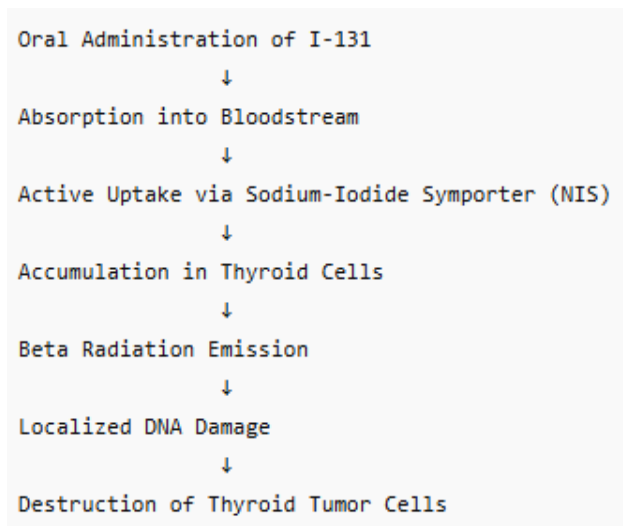 Oral Administration of I-131
↓
Absorption into Bloodstream
↓
Active Uptake via Sodium-Iodide Symporter (NIS)
↓
Accumulation in Thyroid Cells
↓
Beta Radiation Emission
↓
Localized DNA Damage
↓
Destruction of Thyroid Tumor Cells